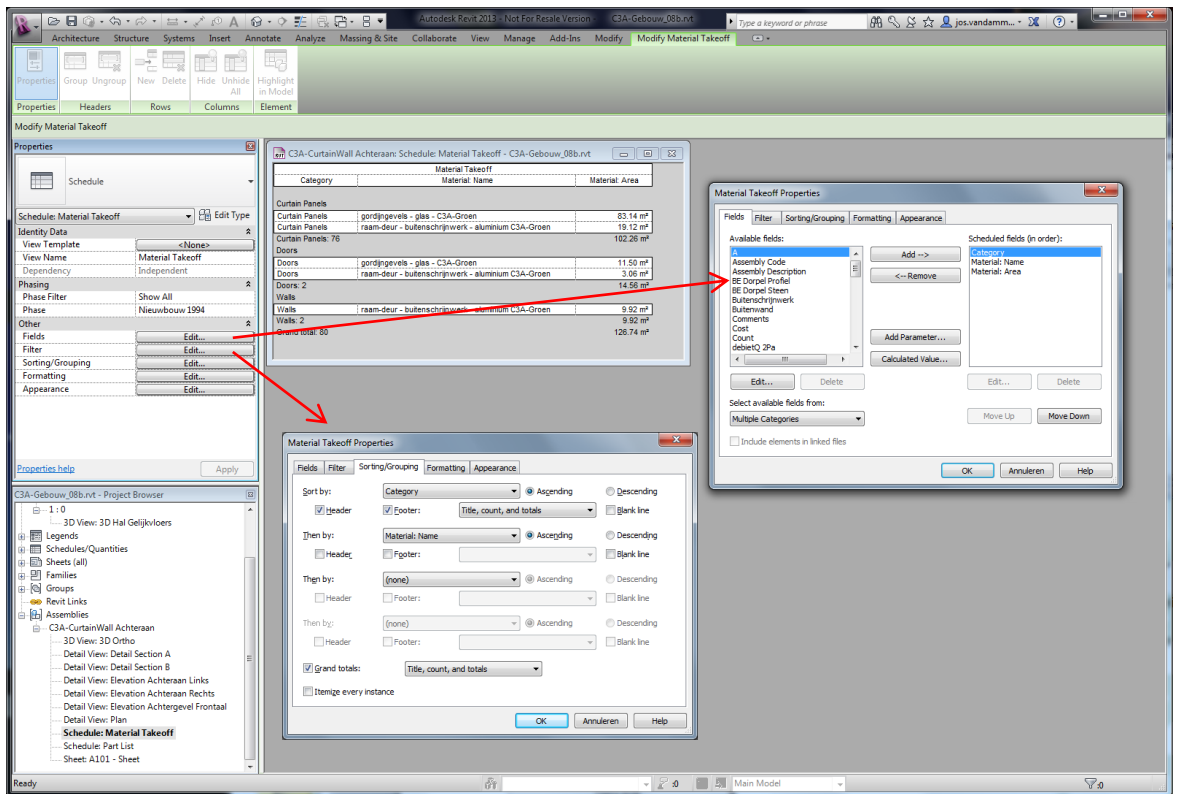 Autodesk Revit 2013 - Not For Resale Version - C3A-Gebouw_08b.rvt
Type a keyword or phrase
jos.vandamm...
Architecture Structure Systems Insert Annotate Analyze Massing & Site Collaborate View Manage Add-Ins Modify Modify Material Takeoff
Properties Group Ungroup New Delete Hide Unhide All Highlight in Model
Properties Headers Rows Columns Element
Modify Material Takeoff
Properties
Schedule
Schedule: Material Takeoff Edit Type
Identity Data
View Template <None>
View Name Material Takeoff
Dependency Independent
Phasing
Phase Filter Show All
Phase Nieuwbouw 1994
Other
Fields Edit...
Filter Edit...
Sorting/Grouping Edit...
Formatting Edit...
Appearance Edit...
Properties help Apply
C3A-Gebouw_08b.rvt - Project Browser
1 : 0
3D View: 3D Hal Gelijkvloers
Legends
Schedules/Quantities
Sheets (all)
Families
Groups
Revit Links
Assemblies
C3A-CurtainWall Achteraan
3D View: 3D Ortho
Detail View: Detail Section A
Detail View: Detail Section B
Detail View: Elevation Achteraan Links
Detail View: Elevation Achteraan Rechts
Detail View: Elevation Achtergevel Frontaal
Detail View: Plan
Schedule: Material Takeoff
Schedule: Part List
Sheet: A101 - Sheet
C3A-CurtainWall Achteraan: Schedule: Material Takeoff - C3A-Gebouw_08b.rvt
Material Takeoff
Category Material: Name Material: Area
Curtain Panels
Curtain Panels gordijngevels - glas - C3A-Groen 83.14 m²
Curtain Panels raam-deur - buitenschrijnwerk - aluminium C3A-Groen 19.12 m²
Curtain Panels: 76 102.26 m²
Doors
Doors gordijngevels - glas - C3A-Groen 11.50 m²
Doors raam-deur - buitenschrijnwerk - aluminium C3A-Groen 3.06 m²
Doors: 2 14.56 m²
Walls
Walls raam-deur - buitenschrijnwerk - aluminium C3A-Groen 9.92 m²
Walls: 2 9.92 m²
Grand total: 80 126.74 m²
Material Takeoff Properties
Fields Filter Sorting/Grouping Formatting Appearance
Available fields: Scheduled fields (in order):
A
Assembly Code
Assembly Description
BE Dorpel Profiel
BE Dorpel Steen
Buitenschrijnwerk
Buitenwand
Comments
Cost
Count
debietQ 2Pa
Add -->
<-- Remove
Add Parameter...
Calculated Value...
Category
Material: Name
Material: Area
Edit... Delete Edit... Delete
Select available fields from:
Multiple Categories Move Up Move Down
Include elements in linked files
OK Annuleren Help
Material Takeoff Properties
Fields Filter Sorting/Grouping Formatting Appearance
Sort by: Category Ascending Descending
Header Footer: Title, count, and totals Blank line
Then by: Material: Name Ascending Descending
Header Footer: Blank line
Then by: (none) Ascending Descending
Header Footer: Blank line
Then by: (none) Ascending Descending
Header Footer: Blank line
Grand totals: Title, count, and totals
Itemize every instance
OK Annuleren Help
Ready :0 Main Model :0